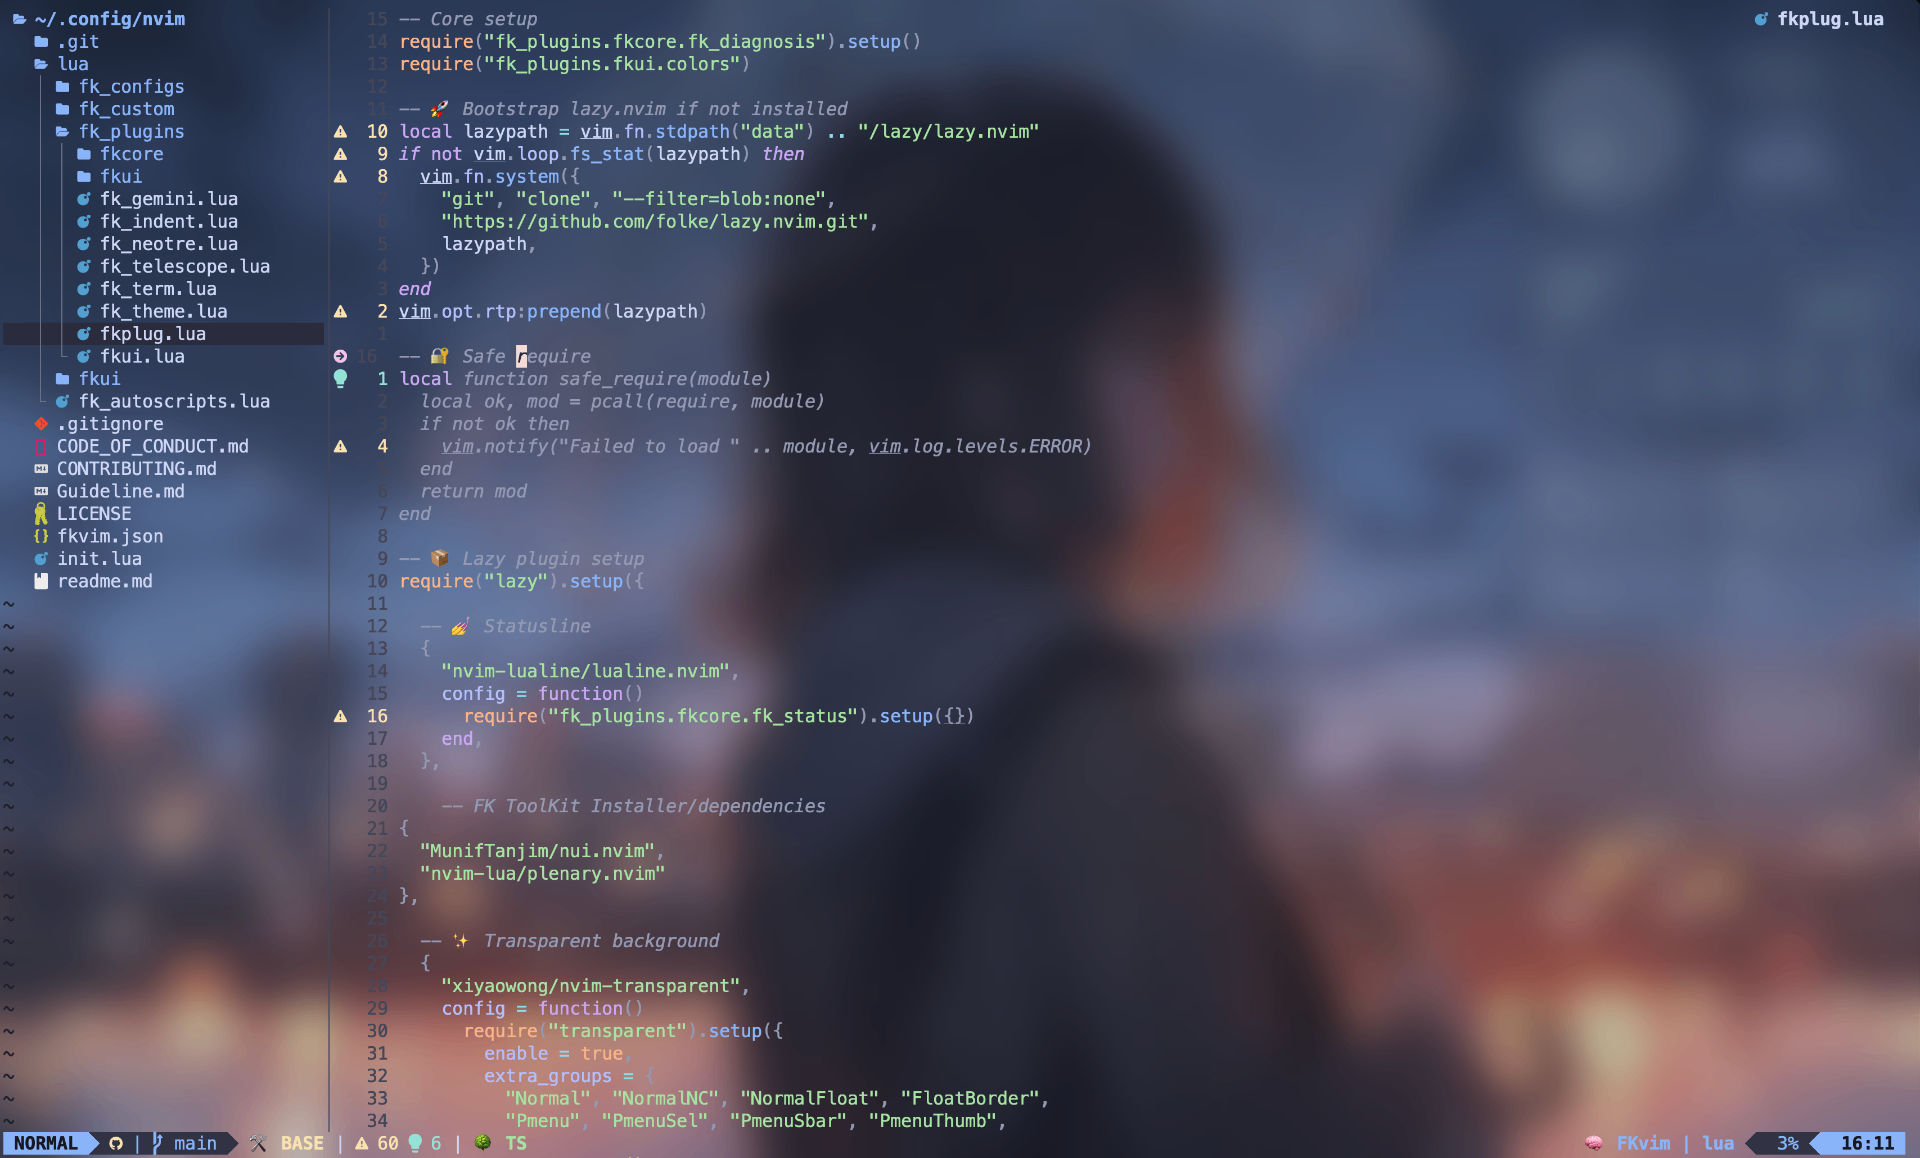 ~/.config/nvim
.git
lua
fk_configs
fk_custom
fk_plugins
fkcore
fkui
fk_gemini.lua
fk_indent.lua
fk_neotre.lua
fk_telescope.lua
fk_term.lua
fk_theme.lua
fkplug.lua
fkui.lua
fkui
fk_autoscripts.lua
.gitignore
CODE_OF_CONDUCT.md
CONTRIBUTING.md
Guideline.md
LICENSE
fkvim.json
init.lua
readme.md
fkplug.lua
15 -- Core setup
14 require("fk_plugins.fkcore.fk_diagnosis").setup()
13 require("fk_plugins.fkui.colors")
12
11 -- 🚀 Bootstrap lazy.nvim if not installed
10 local lazypath = vim.fn.stdpath("data") .. "/lazy/lazy.nvim"
9 if not vim.loop.fs_stat(lazypath) then
8   vim.fn.system({
7     "git", "clone", "--filter=blob:none",
6     "https://github.com/folke/lazy.nvim.git",
5     lazypath,
4   })
3 end
2 vim.opt.rtp:prepend(lazypath)
1
16 -- 🔐 Safe require
1 local function safe_require(module)
2   local ok, mod = pcall(require, module)
3   if not ok then
4     vim.notify("Failed to load " .. module, vim.log.levels.ERROR)
  end
6   return mod
7 end
8
9 -- 📦 Lazy plugin setup
10 require("lazy").setup({
11
12   -- 💅 Statusline
13   {
14     "nvim-lualine/lualine.nvim",
15     config = function()
16       require("fk_plugins.fkcore.fk_status").setup({})
17     end,
18   },
19
20     -- FK ToolKit Installer/dependencies
21 {
22   "MunifTanjim/nui.nvim",
23   "nvim-lua/plenary.nvim"
24 },
25
26   -- ✨ Transparent background
27   {
28     "xiyaowong/nvim-transparent",
29     config = function()
30       require("transparent").setup({
31         enable = true,
32         extra_groups = {
33           "Normal", "NormalNC", "NormalFloat", "FloatBorder",
34           "Pmenu", "PmenuSel", "PmenuSbar", "PmenuThumb",
NORMAL | main 🛠 BASE | 60 6 | 🌳 TS 🧠 FKvim | lua 3% 16:11